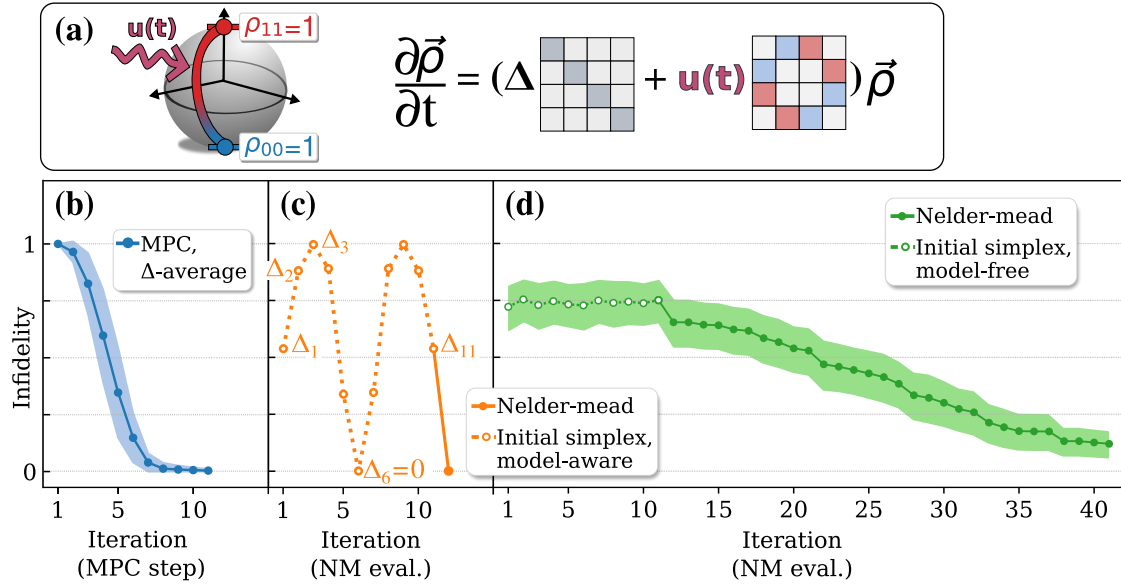 (a)
u(t)
ρ₁₁=1
ρ₀₀=1
∂ρ⃗/∂t = (Δ + u(t) ) ρ⃗
(b)
MPC,
Δ-average
Infidelity
1
0
1 5 10
Iteration
(MPC step)
(c)
Δ₁
Δ₂
Δ₃
Δ₆=0
Δ₁₁
Nelder-mead
Initial simplex,
model-aware
1 5 10
Iteration
(NM eval.)
(d)
Nelder-mead
Initial simplex,
model-free
1 5 10 15 20 25 30 35 40
Iteration
(NM eval.)